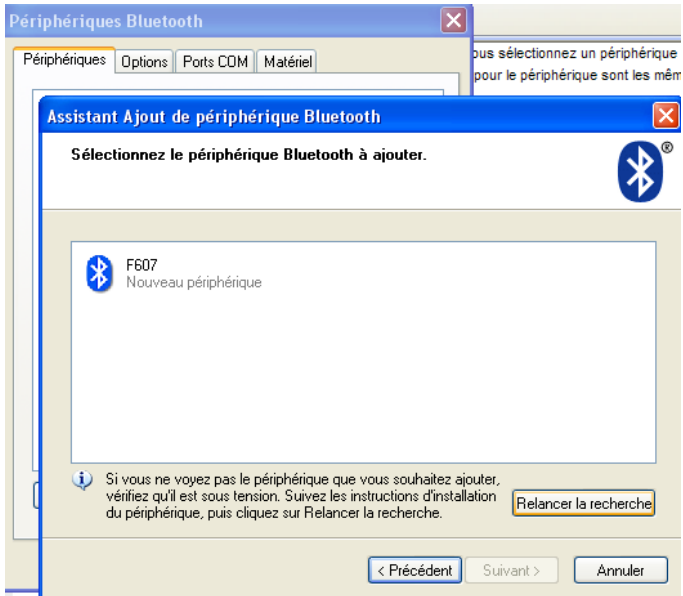 Périphériques Bluetooth
Périphériques Options Ports COM Matériel
sélectionnez un périphérique
pour le périphérique sont les
Assistant Ajout de périphérique Bluetooth
Sélectionnez le périphérique Bluetooth à ajouter.
®
F607
Nouveau périphérique
Si vous ne voyez pas le périphérique que vous souhaitez ajouter,
vérifiez qu'il est sous tension. Suivez les instructions d'installation
du périphérique, puis cliquez sur Relancer la recherche.
Relancer la recherche
< Précédent Suivant > Annuler